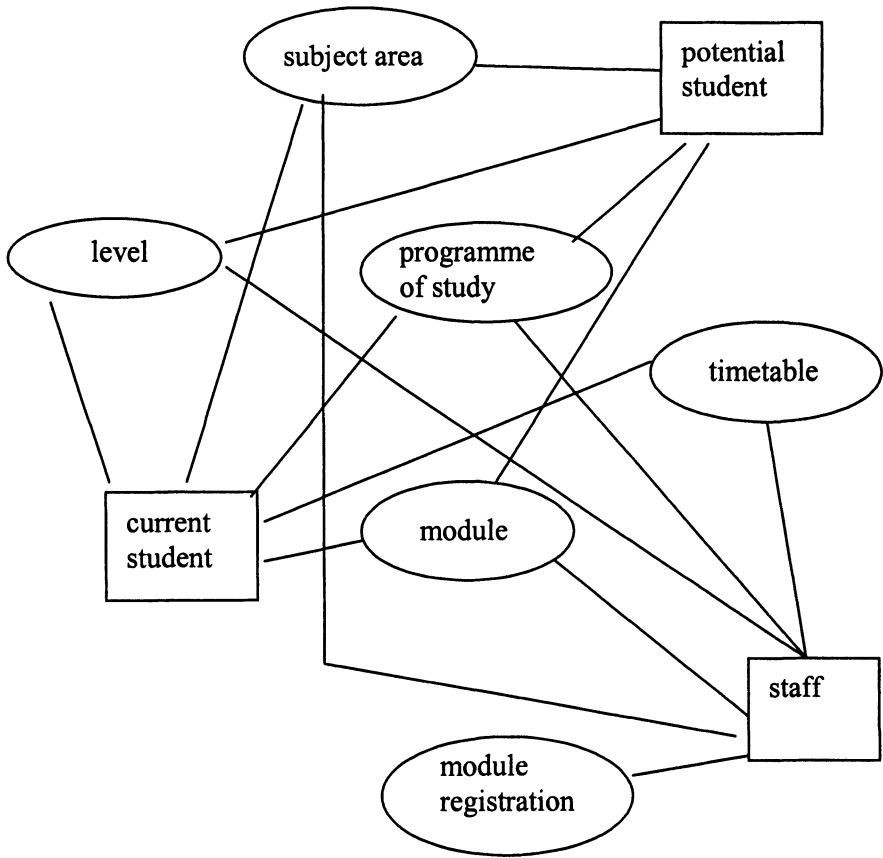 subject area
potential
student
level
programme
of study
timetable
current
student
module
staff
module
registration